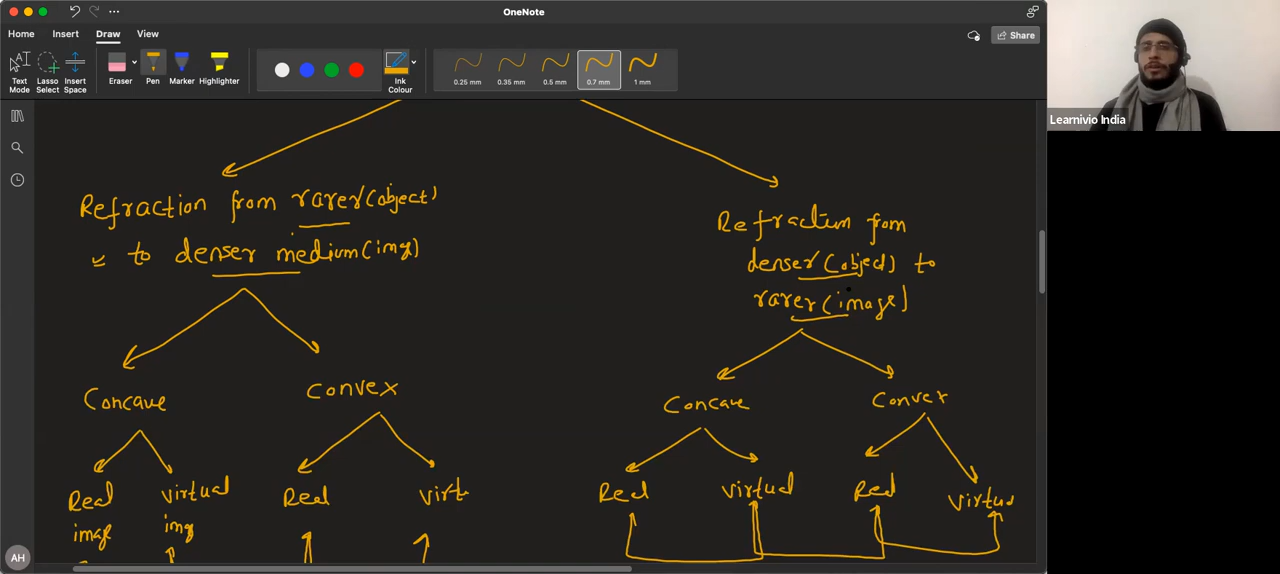 OneNote
Home Insert Draw View
Share
Text Mode
Lasso Select
Insert Space
Eraser
Pen
Marker
Highlighter
Ink Colour
0.25 mm
0.35 mm
0.5 mm
0.7 mm
1 mm
Learnivio India
Refraction from rarer(object)
to denser medium(img)
Refraction from
denser(object) to
rarer(image)
Concave
Convex
Concave
Convex
Real image
Virtual img
Real
Virt
Real
Virtual
Real
Virtual
AH